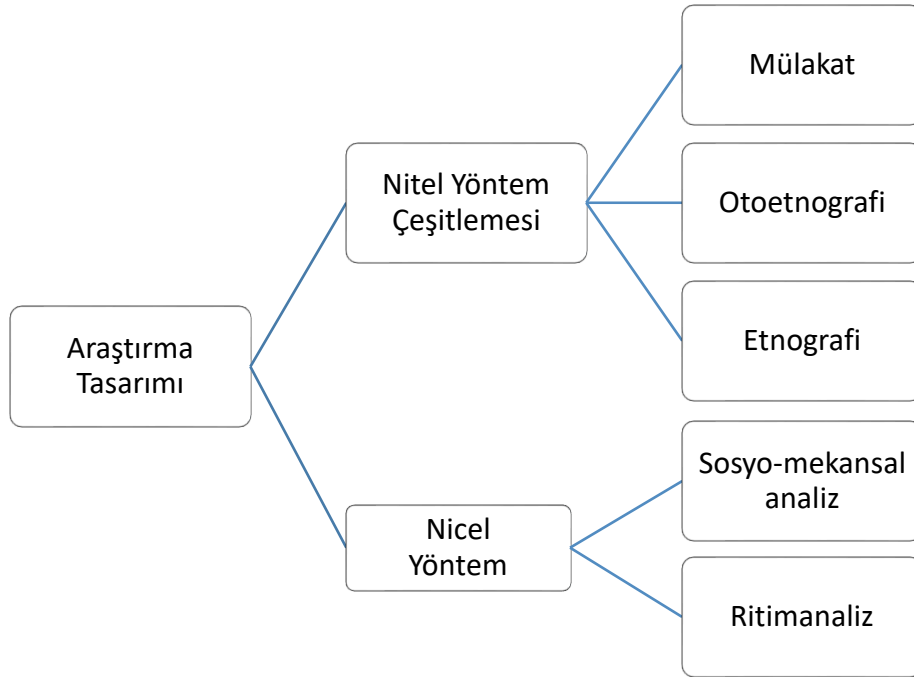 Araştırma
Tasarımı
Nitel Yöntem
Çeşitlemesi
Mülakat
Otoetnografi
Etnografi
Nicel
Yöntem
Sosyo-mekansal
analiz
Ritimanaliz